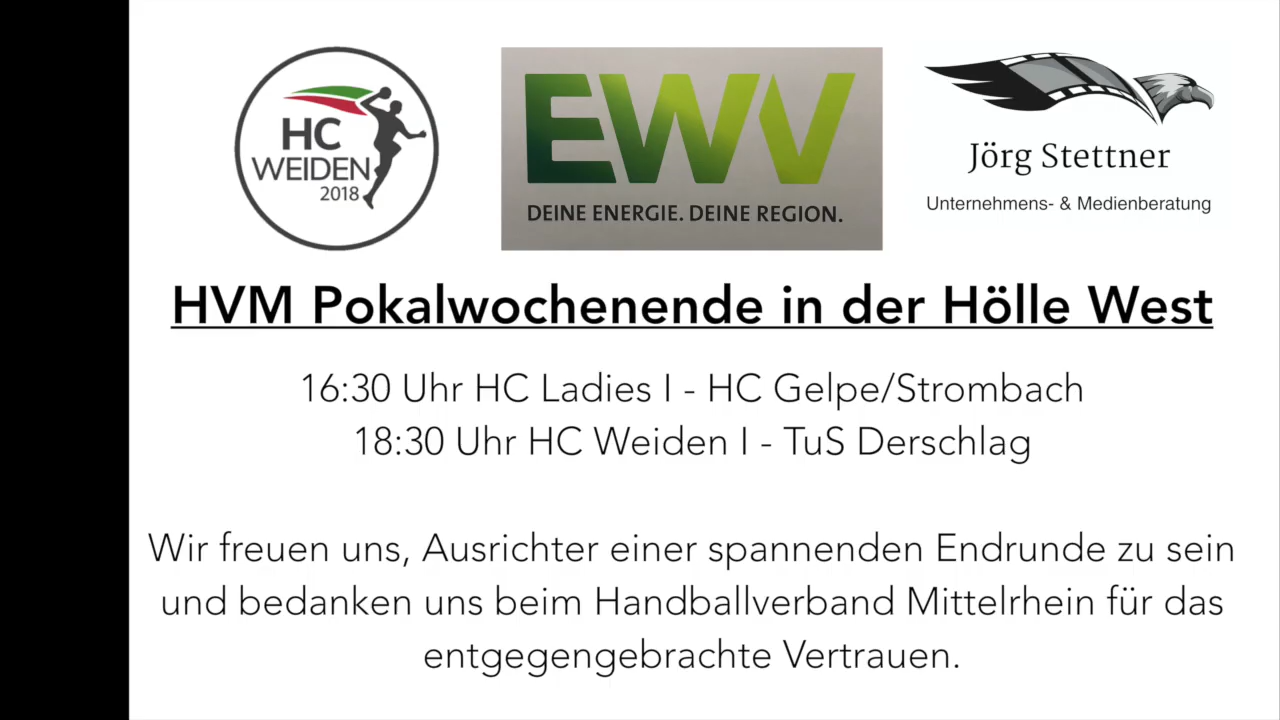 HC
WEIDEN
2018
EWV
DEINE ENERGIE. DEINE REGION.
Jörg Stettner
Unternehmens- & Medienberatung
HVM Pokalwochenende in der Hölle West
16:30 Uhr HC Ladies I - HC Gelpe/Strombach
18:30 Uhr HC Weiden I - TuS Derschlag
Wir freuen uns, Ausrichter einer spannenden Endrunde zu sein
und bedanken uns beim Handballverband Mittelrhein für das
entgegengebrachte Vertrauen.